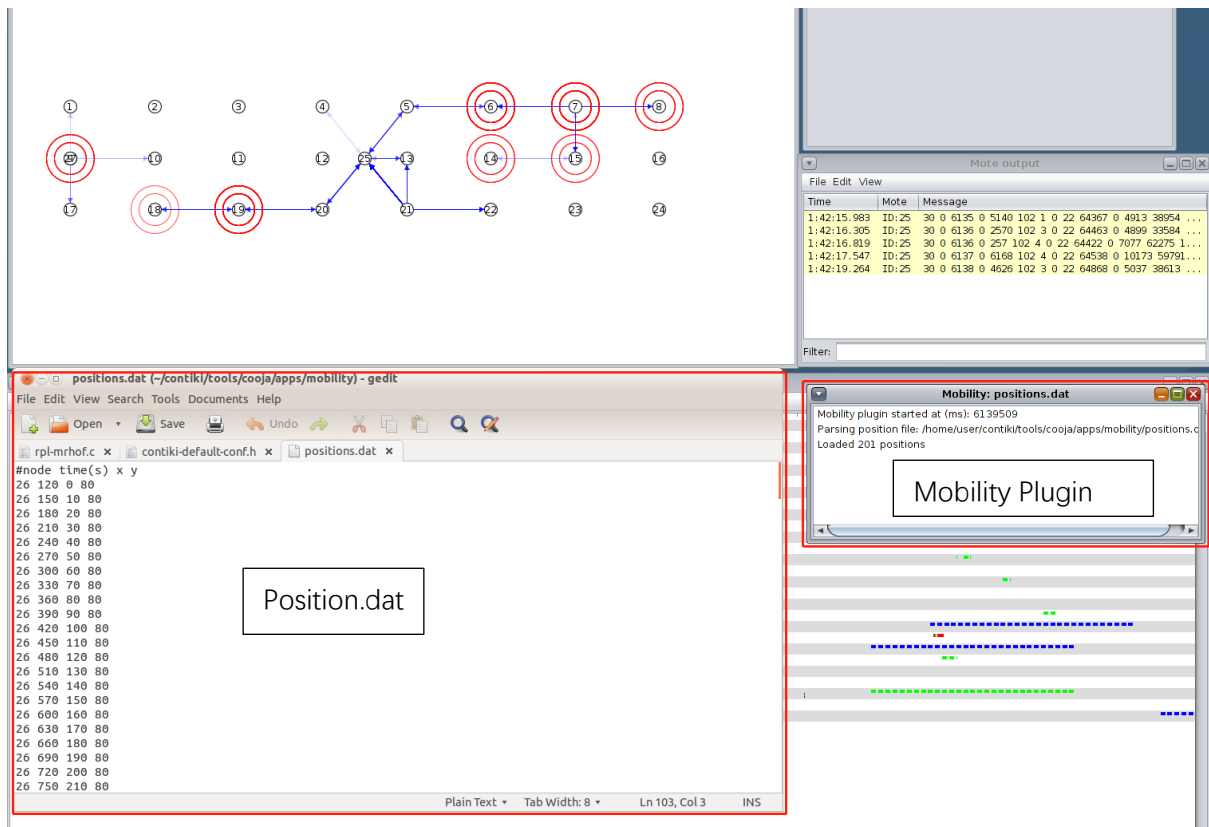 1 2 3 4 5 6 7 8
10 11 12 25 13 14 15 16
17 18 19 20 21 22 23 24
Mote output
File Edit View
Time Mote Message
1:42:15.983 ID:25 30 0 6135 0 5140 102 1 0 22 64367 0 4913 38954 ...
1:42:16.305 ID:25 30 0 6136 0 2570 102 3 0 22 64463 0 4899 33584 ...
1:42:16.819 ID:25 30 0 6136 0 257 102 4 0 22 64422 0 7077 62275 1...
1:42:17.547 ID:25 30 0 6137 0 6168 102 4 0 22 64538 0 10173 59791...
1:42:19.264 ID:25 30 0 6138 0 4626 102 3 0 22 64868 0 5037 38613 ...
Filter:
positions.dat (~/contiki/tools/cooja/apps/mobility) - gedit
File Edit View Search Tools Documents Help
Open Save Undo
rpl-mrhof.c contiki-default-conf.h positions.dat
#node time(s) x y
26 120 0 80
26 150 10 80
26 180 20 80
26 210 30 80
26 240 40 80
26 270 50 80
26 300 60 80
26 330 70 80
26 360 80 80
26 390 90 80
26 420 100 80
26 450 110 80
26 480 120 80
26 510 130 80
26 540 140 80
26 570 150 80
26 600 160 80
26 630 170 80
26 660 180 80
26 690 190 80
26 720 200 80
26 750 210 80
Position.dat
Plain Text Tab Width: 8 Ln 103, Col 3 INS
Mobility: positions.dat
Mobility plugin started at (ms): 6139509
Parsing position file: /home/user/contiki/tools/cooja/apps/mobility/positions.c
Loaded 201 positions
Mobility Plugin